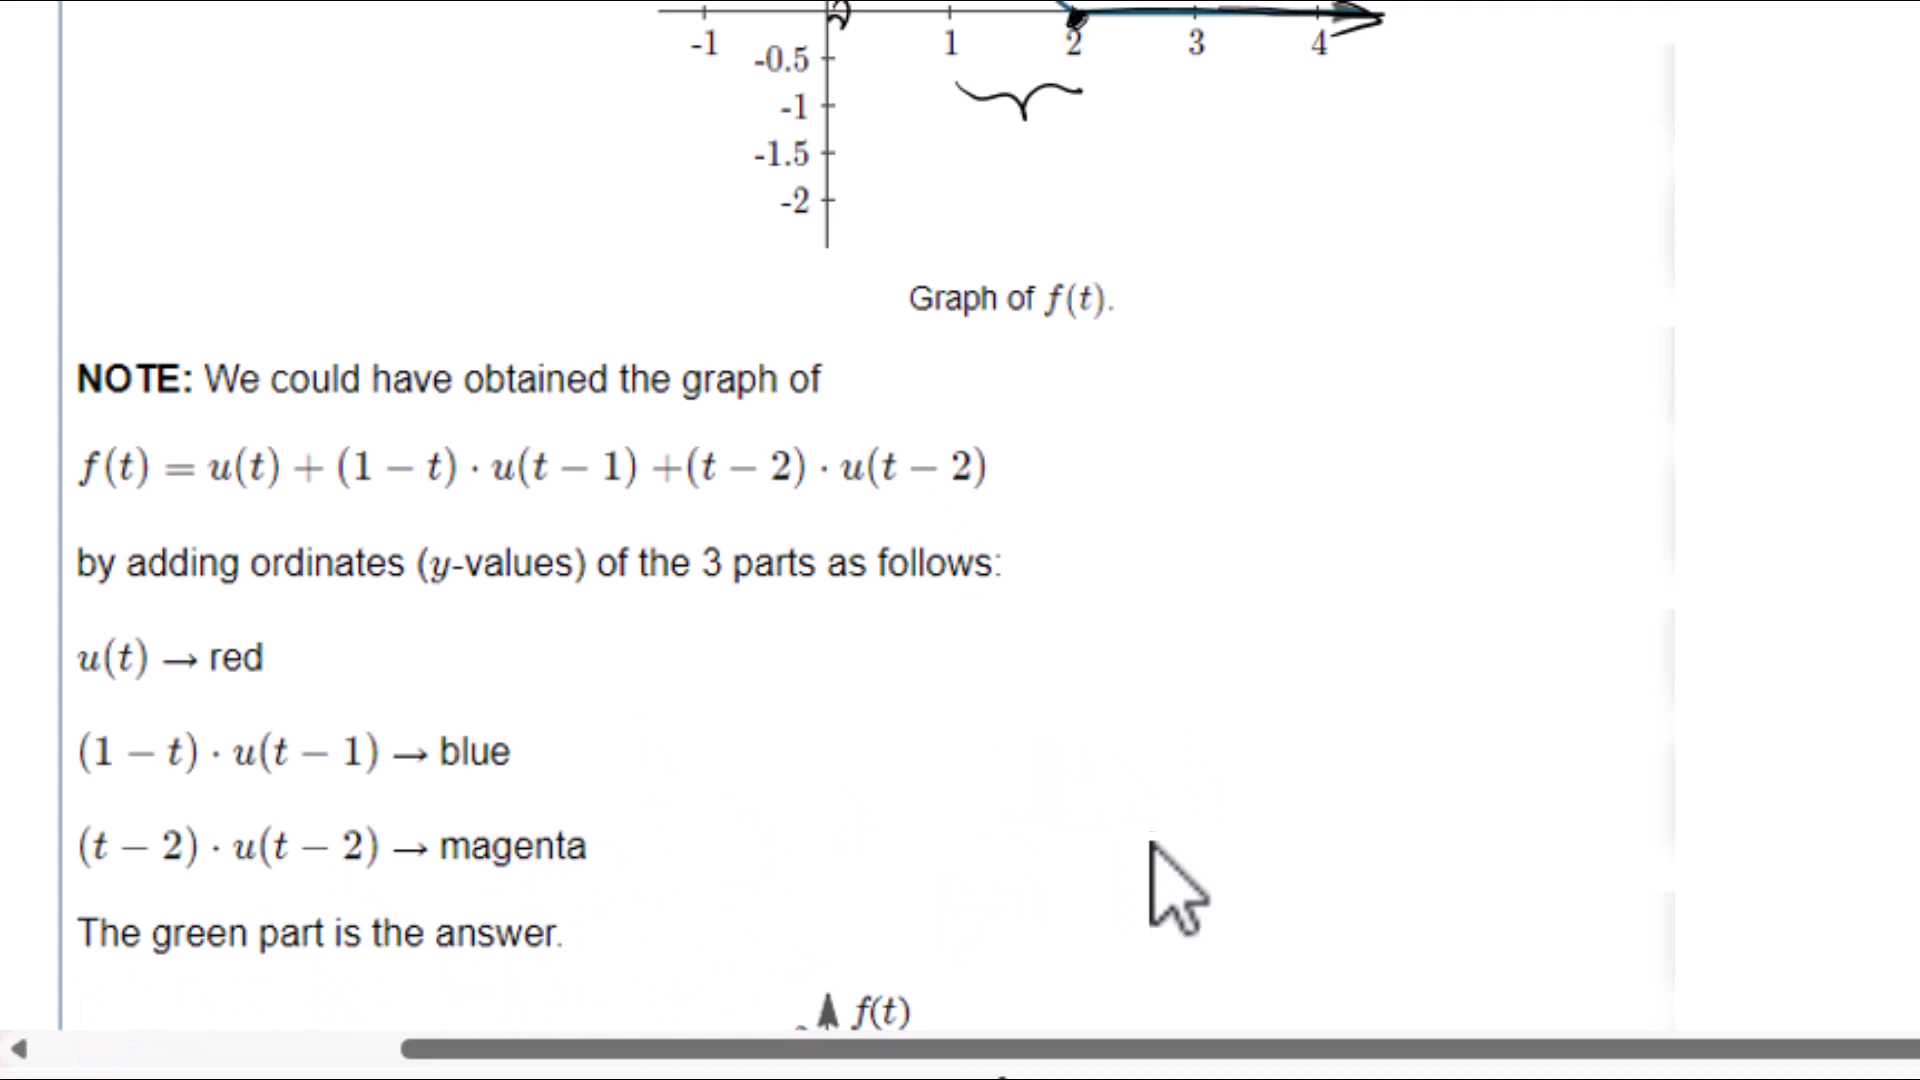 -1 1 2 3 4
-0.5
-1
-1.5
-2
Graph of f(t).
NOTE: We could have obtained the graph of
f(t) = u(t) + (1 − t) · u(t − 1) +(t − 2) · u(t − 2)
by adding ordinates (y-values) of the 3 parts as follows:
u(t) → red
(1 − t) · u(t − 1) → blue
(t − 2) · u(t − 2) → magenta
The green part is the answer.
f(t)